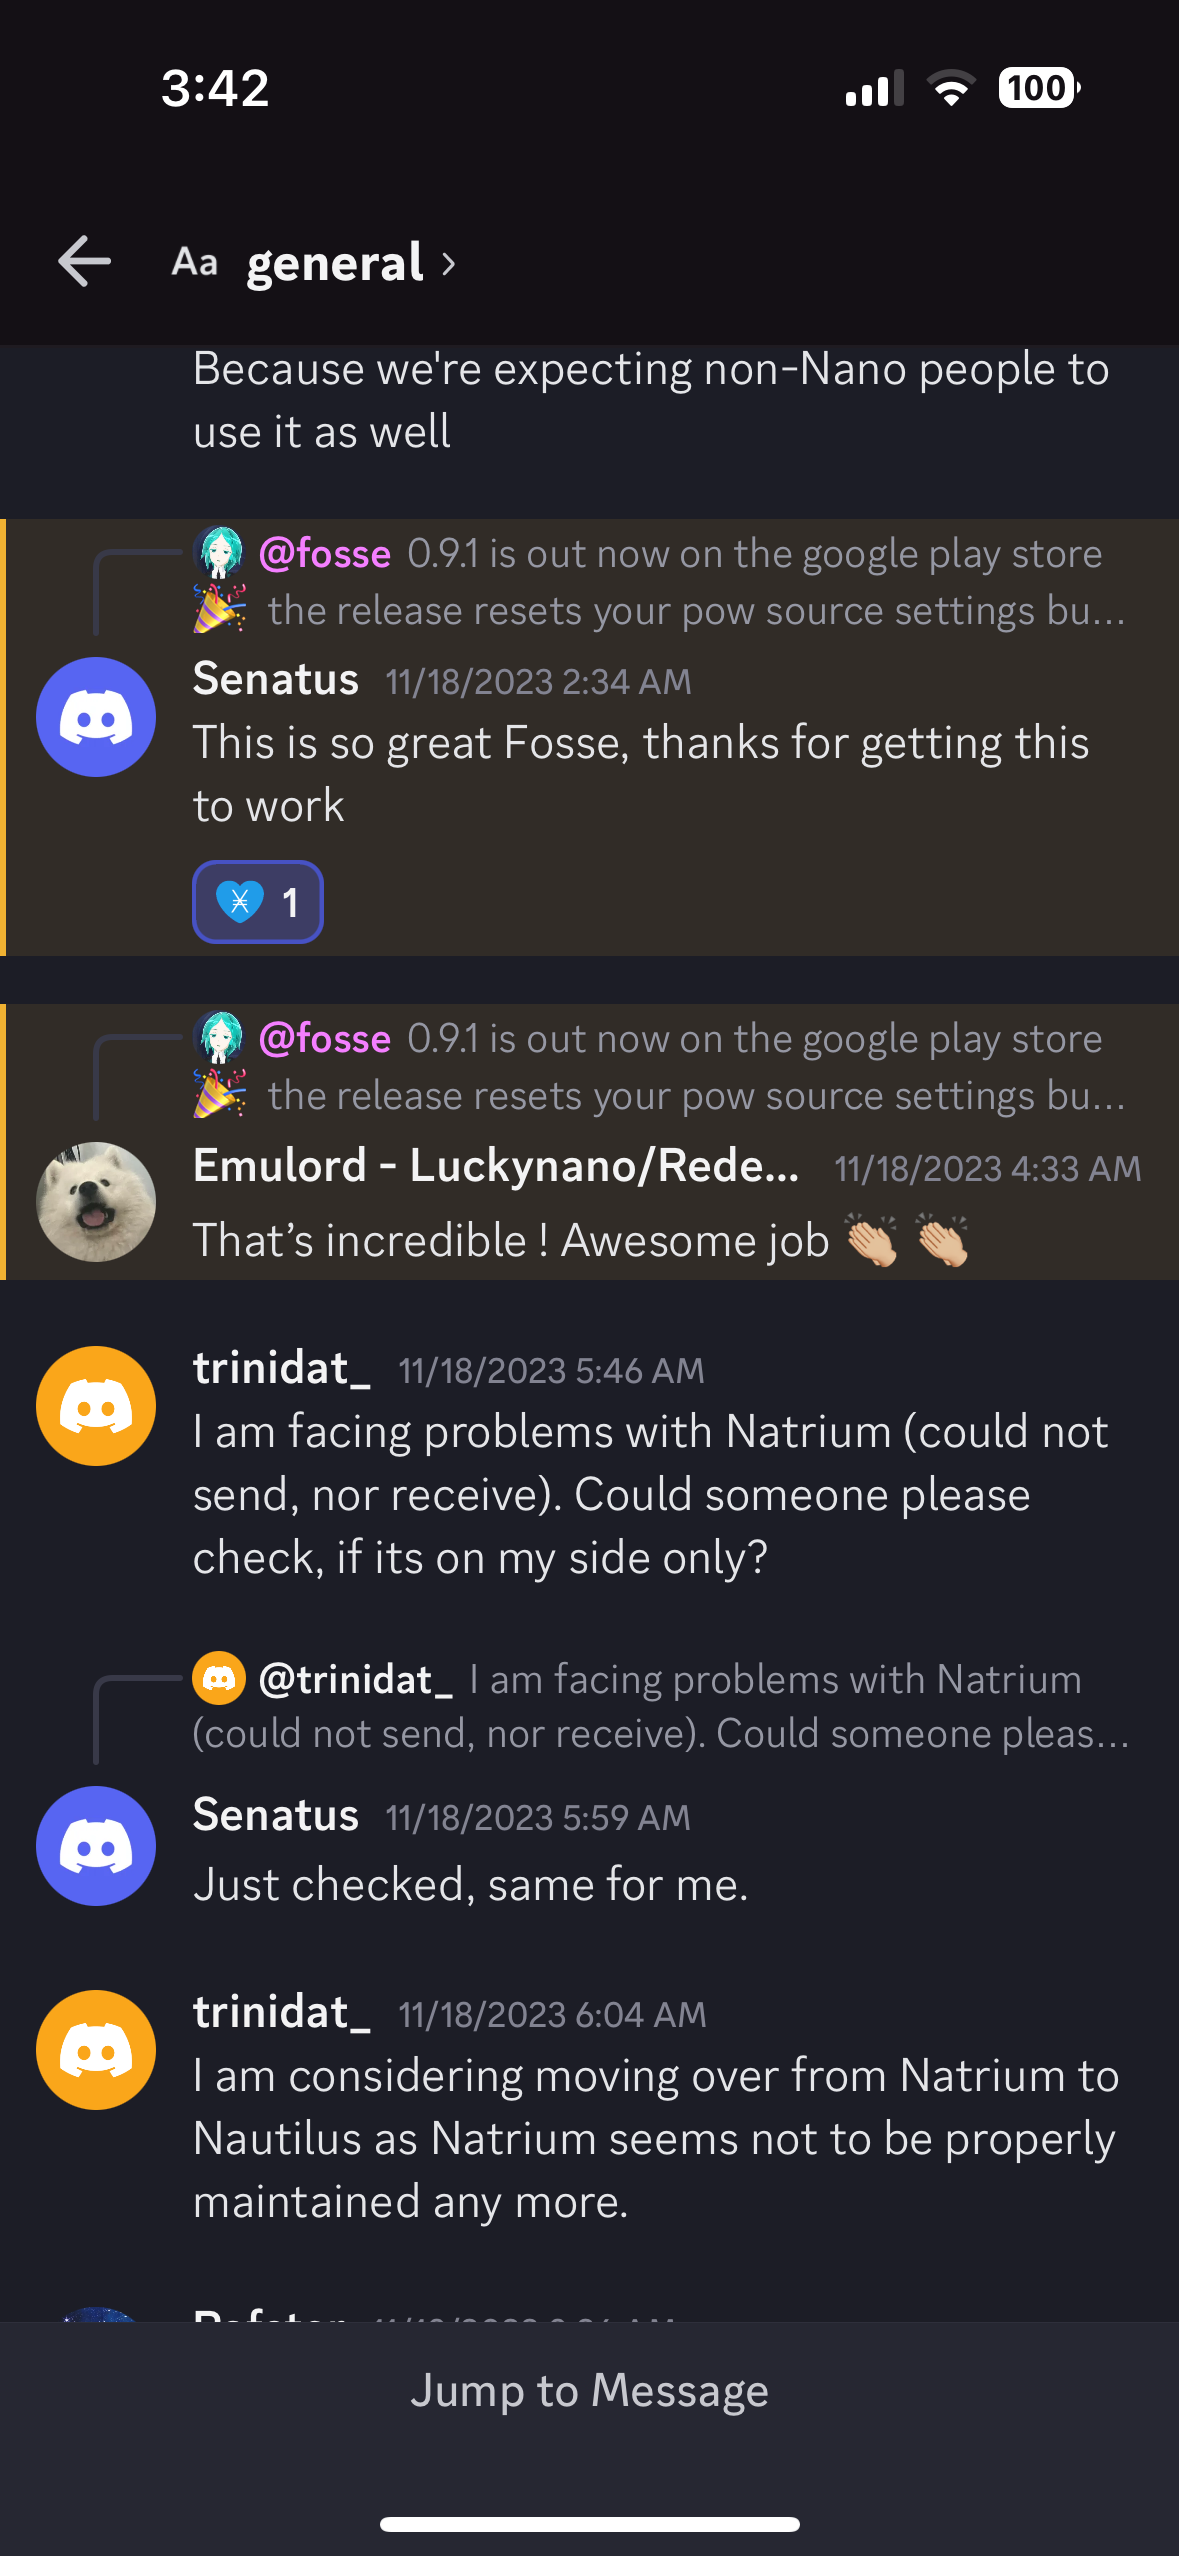 3:42
100
Aa general
Because we're expecting non-Nano people to
use it as well
@fosse 0.9.1 is out now on the google play store
🎉 the release resets your pow source settings bu...
Senatus 11/18/2023 2:34 AM
This is so great Fosse, thanks for getting this
to work
1
@fosse 0.9.1 is out now on the google play store
🎉 the release resets your pow source settings bu...
Emulord - Luckynano/Rede... 11/18/2023 4:33 AM
That’s incredible ! Awesome job 👏🏻 👏🏻
trinidat_ 11/18/2023 5:46 AM
I am facing problems with Natrium (could not
send, nor receive). Could someone please
check, if its on my side only?
@trinidat_ I am facing problems with Natrium
(could not send, nor receive). Could someone pleas...
Senatus 11/18/2023 5:59 AM
Just checked, same for me.
trinidat_ 11/18/2023 6:04 AM
I am considering moving over from Natrium to
Nautilus as Natrium seems not to be properly
maintained any more.
Jump to Message